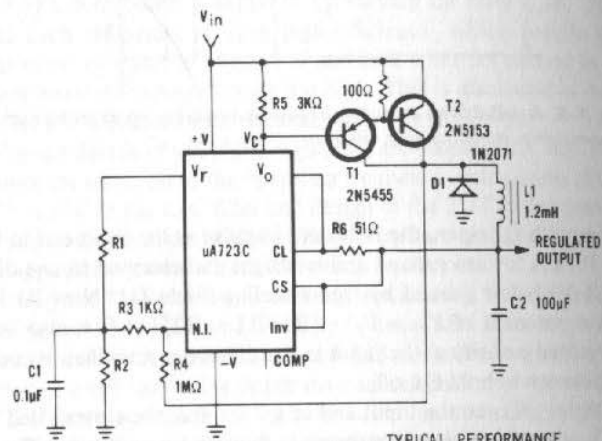 Vin
R5 3KΩ
100Ω
T2
2N5153
+V
VC
Vr
Vo
T1
2N5455
1N2071
D1
L1
1.2mH
R1
uA723C
R6 51Ω
CL
CS
REGULATED
OUTPUT
R3 1KΩ
N.I.
Inv
C2 100µF
R4
1MΩ
-V
COMP
C1
0.1µF
R2
TYPICAL PERFORMANCE